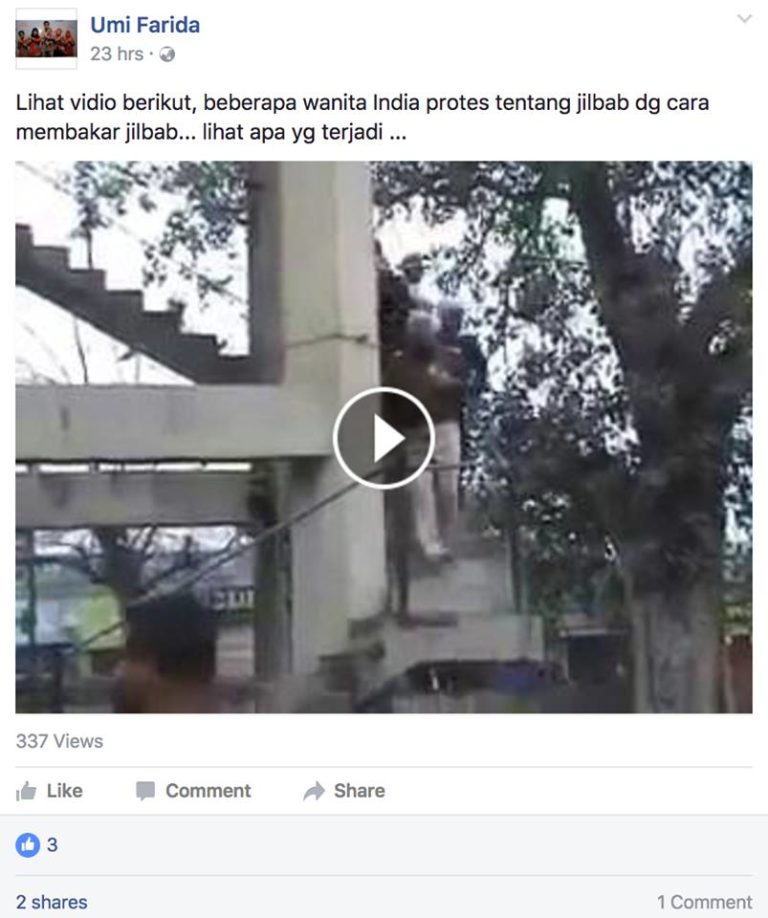 Umi Farida
23 hrs ·
Lihat vidio berikut, beberapa wanita India protes tentang jilbab dg cara
membakar jilbab... lihat apa yg terjadi ...
337 Views
Like Comment Share
3
2 shares 1 Comment